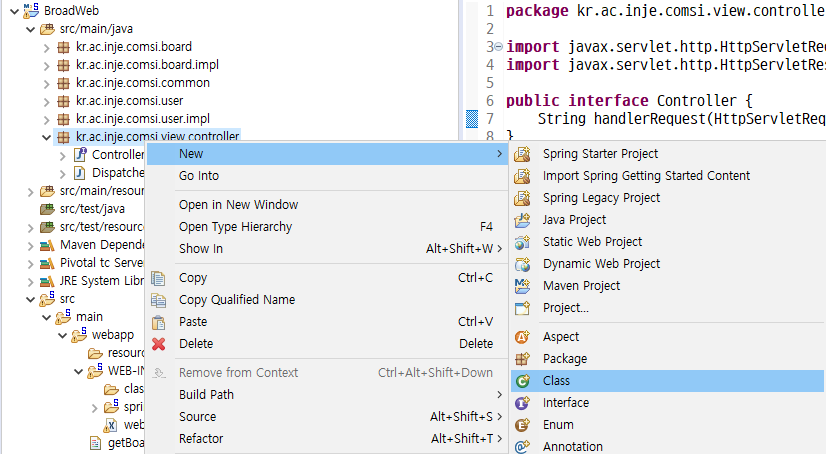 BroadWeb
src/main/java
kr.ac.inje.comsi.board
kr.ac.inje.comsi.board.impl
kr.ac.inje.comsi.common
kr.ac.inje.comsi.user
kr.ac.inje.comsi.user.impl
kr.ac.inje.comsi.view.controller
Controller
Dispatche
src/main/resour
src/test/java
src/test/resour
Maven Depende
Pivotal tc Serve
JRE System Libr
src
main
webapp
resour
WEB-IN
clas
spri
web
getBoa
1 package kr.ac.inje.comsi.view.controlle
2
3 import javax.servlet.http.HttpServletReq
4 import javax.servlet.http.HttpServletRes
5
6 public interface Controller {
7 String handlerRequest(HttpServletReq
8 }
New
Go Into
Open in New Window
Open Type Hierarchy F4
Show In Alt+Shift+W
Copy Ctrl+C
Copy Qualified Name
Paste Ctrl+V
Delete Delete
Remove from Context Ctrl+Alt+Shift+Down
Build Path
Source Alt+Shift+S
Refactor Alt+Shift+T
Spring Starter Project
Import Spring Getting Started Content
Spring Legacy Project
Java Project
Static Web Project
Dynamic Web Project
Maven Project
Project...
Aspect
Package
Class
Interface
Enum
Annotation